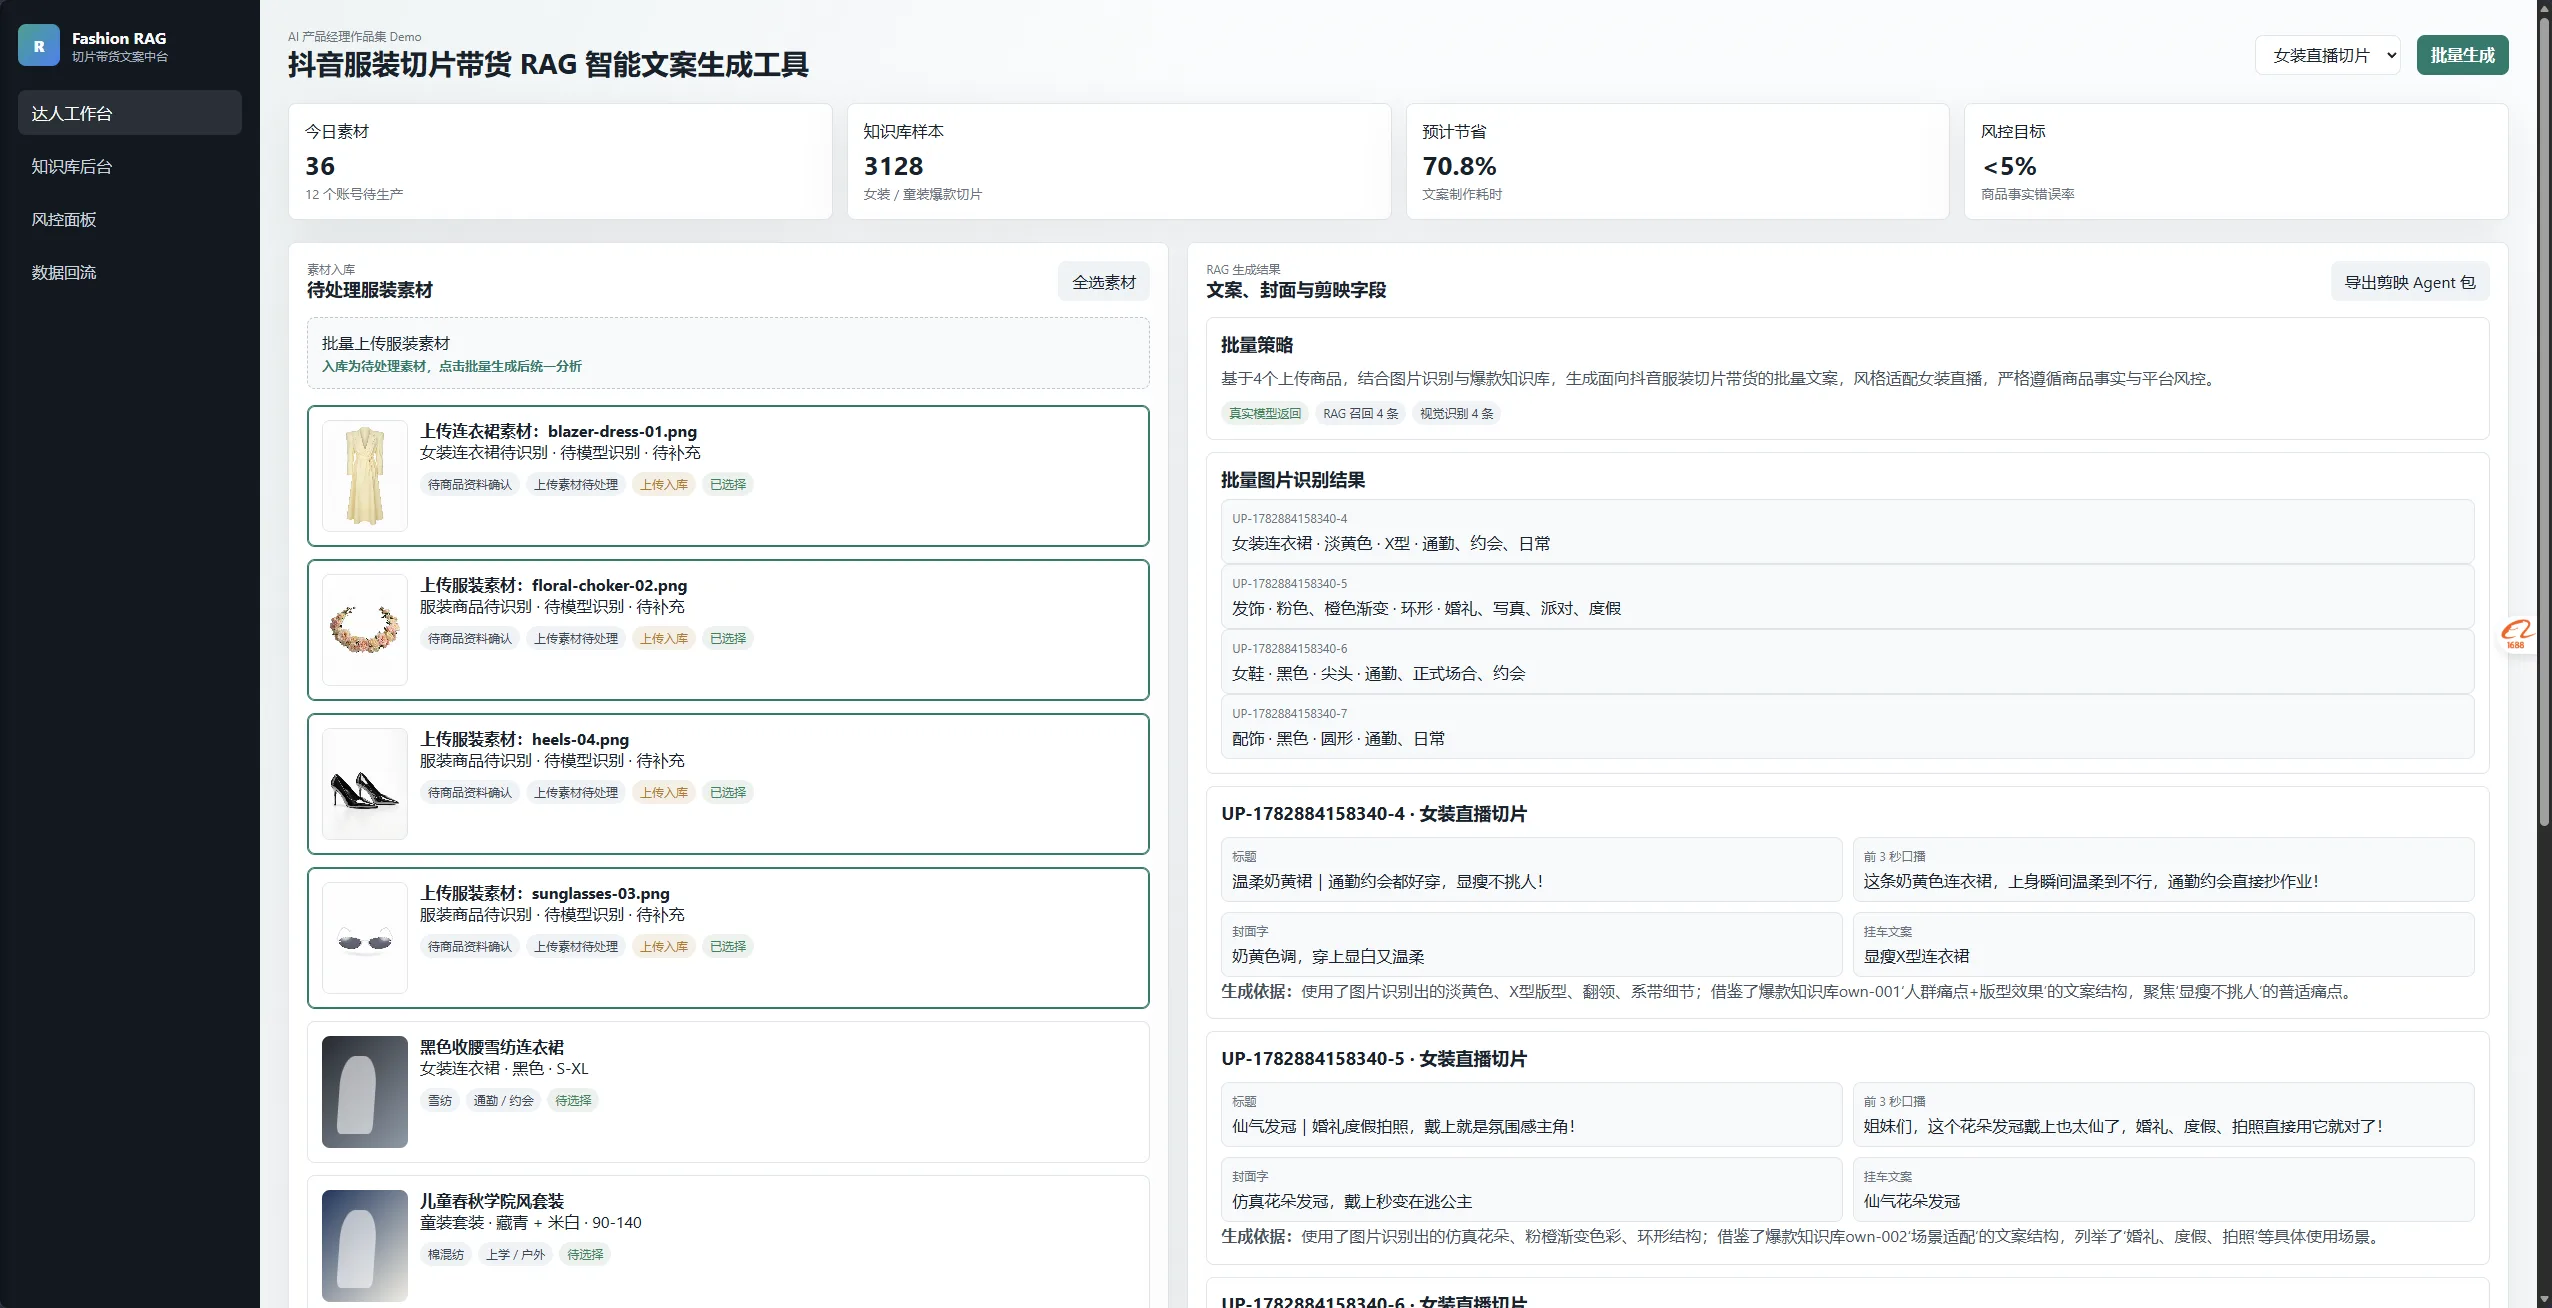 R
Fashion RAG
切片带货文案中台
达人工作台
知识库后台
风控面板
数据回流
AI 产品经理作品集 Demo
抖音服装切片带货 RAG 智能文案生成工具
女装直播切片
批量生成
今日素材
36
12 个账号待生产
知识库样本
3128
女装 / 童装爆款切片
预计节省
70.8%
文案制作耗时
风控目标
<5%
商品事实错误率
素材入库
待处理服装素材
全选素材
批量上传服装素材
入库为待处理素材，点击批量生成后统一分析
上传连衣裙素材：blazer-dress-01.png
女装连衣裙待识别 · 待模型识别 · 待补充
待商品资料确认 上传素材待处理 上传入库 已选择
上传服装素材：floral-choker-02.png
服装商品待识别 · 待模型识别 · 待补充
待商品资料确认 上传素材待处理 上传入库 已选择
上传服装素材：heels-04.png
服装商品待识别 · 待模型识别 · 待补充
待商品资料确认 上传素材待处理 上传入库 已选择
上传服装素材：sunglasses-03.png
服装商品待识别 · 待模型识别 · 待补充
待商品资料确认 上传素材待处理 上传入库 已选择
黑色收腰雪纺连衣裙
女装连衣裙 · 黑色 · S-XL
雪纺 通勤 / 约会 待选择
儿童春秋学院风套装
童装套装 · 藏青 + 米白 · 90-140
棉混纺 上学 / 户外 待选择
RAG 生成结果
文案、封面与剪映字段
导出剪映 Agent 包
批量策略
基于4个上传商品，结合图片识别与爆款知识库，生成面向抖音服装切片带货的批量文案，风格适配女装直播，严格遵循商品事实与平台风控。
真实模型返回 RAG 召回 4 条 视觉识别 4 条
批量图片识别结果
UP-1782884158340-4
女装连衣裙 · 淡黄色 · X型 · 通勤、约会、日常
UP-1782884158340-5
发饰 · 粉色、橙色渐变 · 环形 · 婚礼、写真、派对、度假
UP-1782884158340-6
女鞋 · 黑色 · 尖头 · 通勤、正式场合、约会
UP-1782884158340-7
配饰 · 黑色 · 圆形 · 通勤、日常
UP-1782884158340-4 · 女装直播切片
标题
温柔奶黄裙 | 通勤约会都好穿，显瘦不挑人！
前 3 秒口播
这条奶黄色连衣裙，上身瞬间温柔到不行，通勤约会直接抄作业！
封面字
奶黄色调，穿上显白又温柔
挂车文案
显瘦X型连衣裙
生成依据：使用了图片识别出的淡黄色、X型版型、翻领、系带细节；借鉴了爆款知识库own-001'人群痛点+版型效果'的文案结构，聚焦'显瘦不挑人'的普适痛点。
UP-1782884158340-5 · 女装直播切片
标题
仙气发冠 | 婚礼度假拍照，戴上就是氛围感主角！
前 3 秒口播
姐妹们，这个花朵发冠戴上也太仙了，婚礼、度假、拍照直接用它就对了！
封面字
仿真花朵发冠，戴上秒变在逃公主
挂车文案
仙气花朵发冠
生成依据：使用了图片识别出的仿真花朵、粉橙渐变色彩、环形结构；借鉴了爆款知识库own-002'场景适配'的文案结构，列举了'婚礼、度假、拍照'等具体使用场景。
UP-1782884158340-6 · 女装直播切片
1688